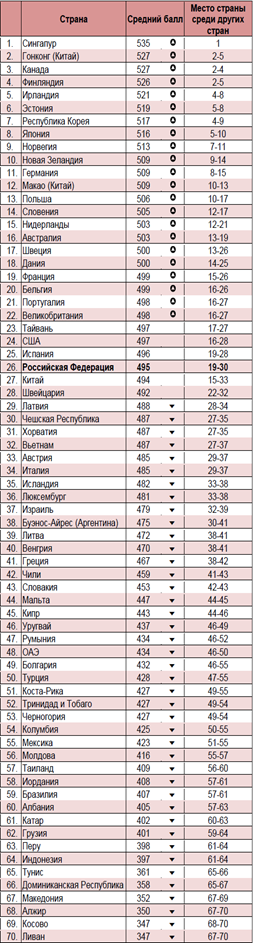 Страна Средний балл Место страны среди других стран
1. Сингапур 535 1
2. Гонконг (Китай) 527 2-5
3. Канада 527 2-4
4. Финляндия 526 2-5
5. Ирландия 521 4-8
6. Эстония 519 5-8
7. Республика Корея 517 4-9
8. Япония 516 5-10
9. Норвегия 513 7-11
10. Новая Зеландия 509 9-14
11. Германия 509 8-15
12. Макао (Китай) 509 10-13
13. Польша 506 10-17
14. Словения 505 12-17
15. Нидерланды 503 12-21
16. Австралия 503 13-19
17. Швеция 500 13-26
18. Дания 500 14-25
19. Франция 499 15-26
20. Бельгия 499 16-26
21. Португалия 498 16-27
22. Великобритания 498 16-27
23. Тайвань 497 17-27
24. США 497 16-28
25. Испания 496 19-28
26. Российская Федерация 495 19-30
27. Китай 494 15-33
28. Швейцария 492 22-32
29. Латвия 488 28-34
30. Чешская Республика 487 27-35
31. Хорватия 487 27-35
32. Вьетнам 487 27-37
33. Австрия 485 29-37
34. Италия 485 29-37
35. Исландия 482 33-38
36. Люксембург 481 33-38
37. Израиль 479 32-39
38. Буэнос-Айрес (Аргентина) 475 30-41
39. Литва 472 38-41
40. Венгрия 470 38-41
41. Греция 467 38-42
42. Чили 459 41-43
43. Словакия 453 42-43
44. Мальта 447 44-45
45. Кипр 443 44-46
46. Уругвай 437 46-49
47. Румыния 434 46-52
48. ОАЭ 434 46-50
49. Болгария 432 46-55
50. Турция 428 47-55
51. Коста-Рика 427 49-55
52. Тринидад и Тобаго 427 49-54
53. Черногория 427 49-54
54. Колумбия 425 50-55
55. Мексика 423 51-55
56. Молдова 416 55-57
57. Таиланд 409 56-60
58. Иордания 408 57-61
59. Бразилия 407 57-61
60. Албания 405 57-63
61. Катар 402 60-63
62. Грузия 401 59-64
63. Перу 398 61-64
64. Индонезия 397 61-64
65. Тунис 361 65-66
66. Доминиканская Республика 358 65-67
67. Македония 352 67-69
68. Алжир 350 67-70
69. Косово 347 68-70
70. Ливан 347 67-70